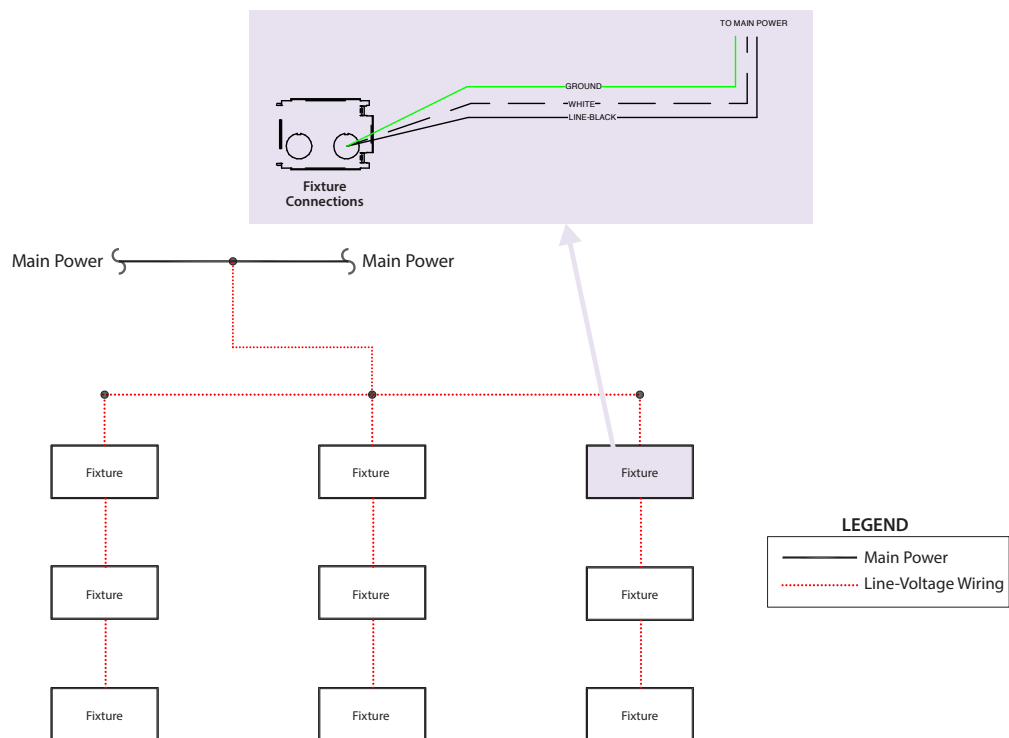 TO MAIN POWER
GROUND
WHITE
LINE-BLACK
Fixture
Connections
Main Power
Main Power
Fixture
Fixture
Fixture
LEGEND
Main Power
Line-Voltage Wiring
Fixture
Fixture
Fixture
Fixture
Fixture
Fixture